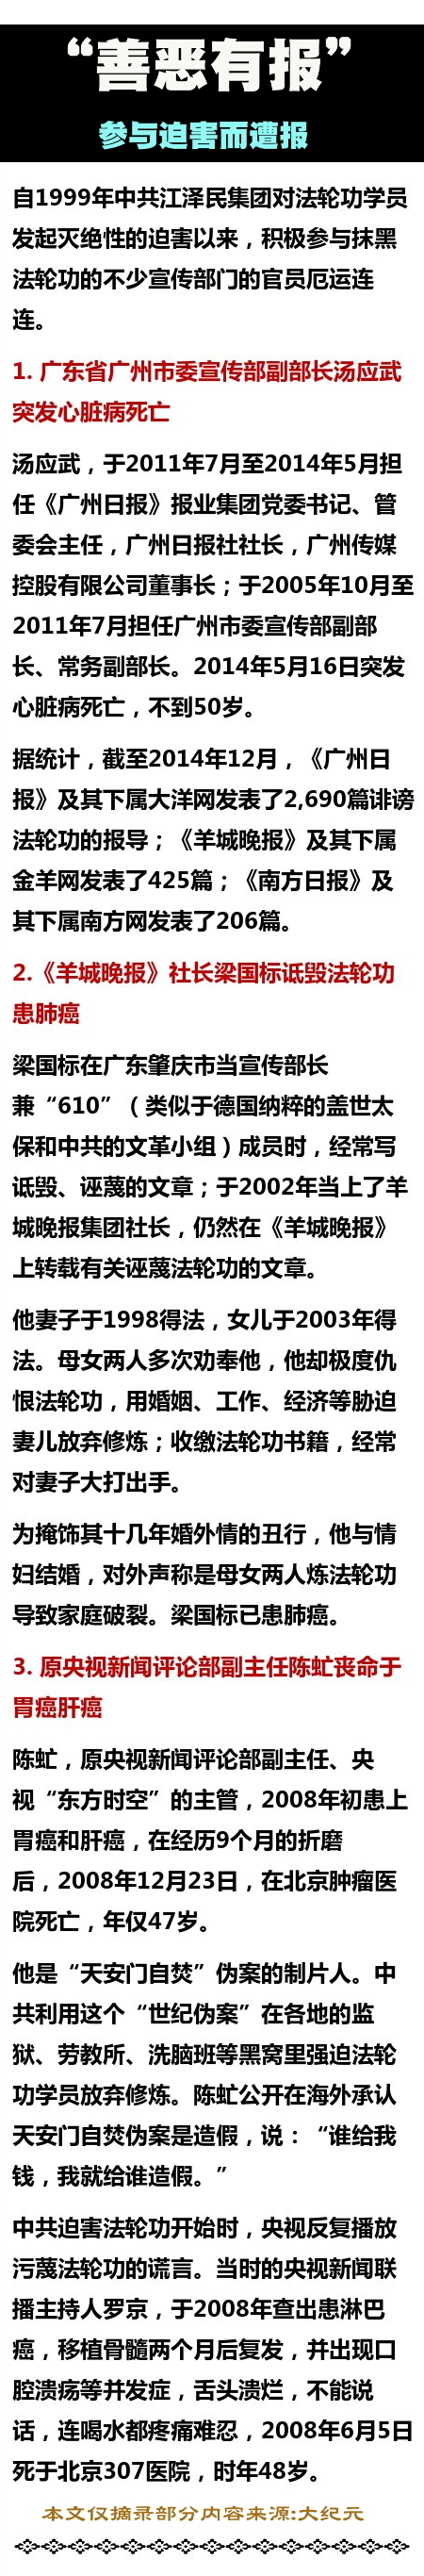 “善恶有报”
参与迫害而遭报
自1999年中共江泽民集团对法轮功学员
发起灭绝性的迫害以来，积极参与抹黑
法轮功的不少宣传部门的官员厄运连
连。
1. 广东省广州市委宣传部副部长汤应武
突发心脏病死亡
汤应武，于2011年7月至2014年5月担
任《广州日报》报业集团党委书记、管
委会主任，广州日报社社长，广州传媒
控股有限公司董事长；于2005年10月至
2011年7月担任广州市委宣传部副部
长、常务副部长。2014年5月16日突发
心脏病死亡，不到50岁。
据统计，截至2014年12月，《广州日
报》及其下属大洋网发表了2,690篇诽谤
法轮功的报导；《羊城晚报》及其下属
金羊网发表了425篇；《南方日报》及
其下属南方网发表了206篇。
2.《羊城晚报》社长梁国标诋毁法轮功
患肺癌
梁国标在广东肇庆市当宣传部长
兼“610”（类似于德国纳粹的盖世太
保和中共的文革小组）成员时，经常写
诋毁、诬蔑的文章；于2002年当上了羊
城晚报集团社长，仍然在《羊城晚报》
上转载有关诬蔑法轮功的文章。
他妻子于1998得法，女儿于2003年得
法。母女两人多次劝奉他，他却极度仇
恨法轮功，用婚姻、工作、经济等胁迫
妻儿放弃修炼；收缴法轮功书籍，经常
对妻子大打出手。
为掩饰其十几年婚外情的丑行，他与情
妇结婚，对外声称是母女两人炼法轮功
导致家庭破裂。梁国标已患肺癌。
3. 原央视新闻评论部副主任陈虻丧命于
胃癌肝癌
陈虻，原央视新闻评论部副主任、央
视“东方时空”的主管，2008年初患上
胃癌和肝癌，在经历9个月的折磨
后，2008年12月23日，在北京肿瘤医
院死亡，年仅47岁。
他是“天安门自焚”伪案的制片人。中
共利用这个“世纪伪案”在各地的监
狱、劳教所、洗脑班等黑窝里强迫法轮
功学员放弃修炼。陈虻公开在海外承认
天安门自焚伪案是造假，说：“谁给我
钱，我就给谁造假。”
中共迫害法轮功开始时，央视反复播放
污蔑法轮功的谎言。当时的央视新闻联
播主持人罗京，于2008年查出患淋巴
癌，移植骨髓两个月后复发，并出现口
腔溃疡等并发症，舌头溃烂，不能说
话，连喝水都疼痛难忍，2008年6月5日
死于北京307医院，时年48岁。
本文仅摘录部分内容来源:大纪元